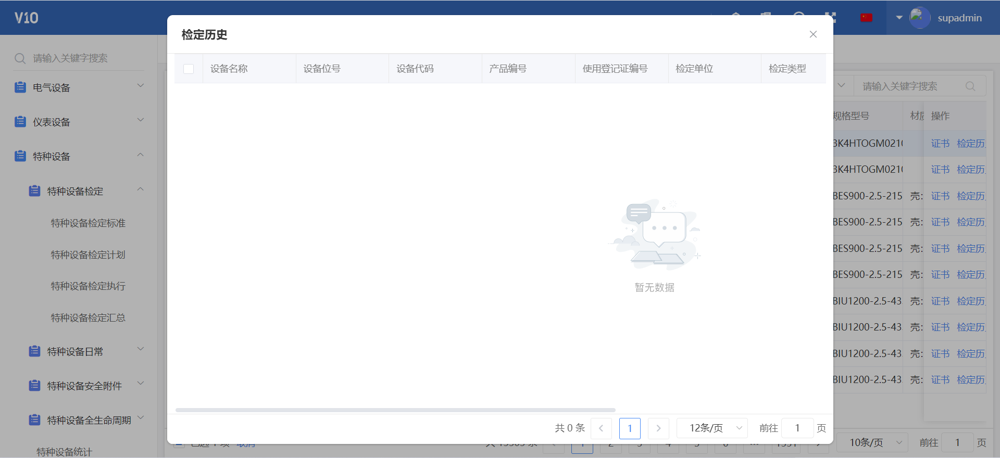 V10
supadmin
请输入关键字搜索
电气设备
仪表设备
特种设备
特种设备检定
特种设备检定标准
特种设备检定计划
特种设备检定执行
特种设备检定汇总
特种设备日常
特种设备安全附件
特种设备全生命周期
特种设备统计
检定历史
设备名称 设备位号 设备代码 产品编号 使用登记证编号 检定单位 检定类型
暂无数据
共 0 条 1 12条/页 前往 1 页
请输入关键字搜索
规格型号 材质 操作
3K4HTOGM021 证书 检定历
3K4HTOGM021 证书 检定历
BES900-2.5-215 壳: 证书 检定历
BES900-2.5-215 壳: 证书 检定历
BES900-2.5-215 壳: 证书 检定历
BES900-2.5-215 壳: 证书 检定历
BIU1200-2.5-43 壳: 证书 检定历
BIU1200-2.5-43 壳: 证书 检定历
BIU1200-2.5-43 壳: 证书 检定历
BIU1200-2.5-43 壳: 证书 检定历
10条/页 前往 1 页